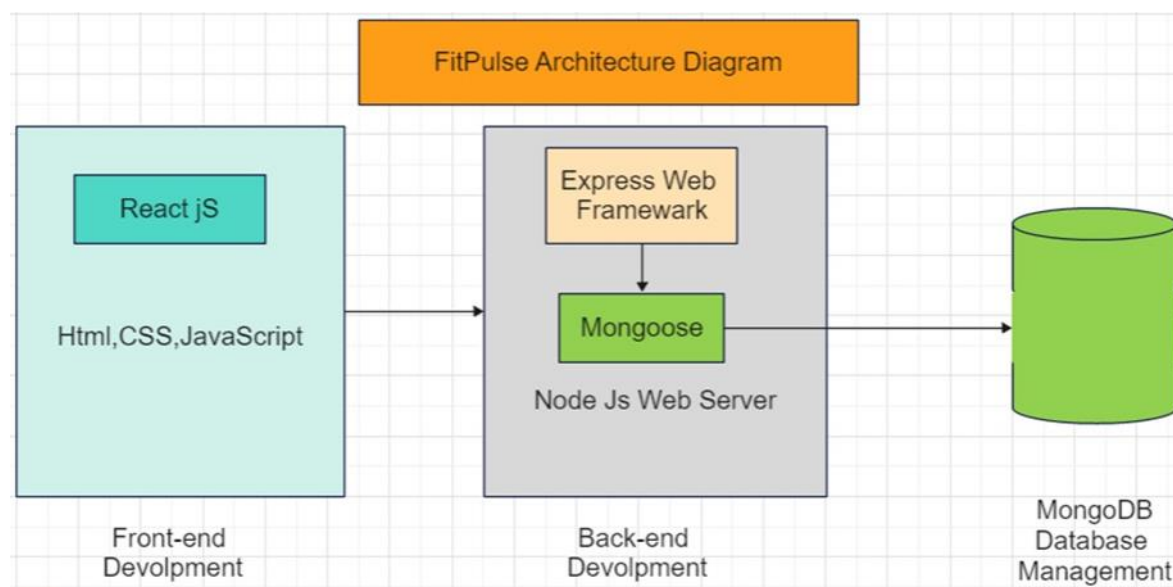 FitPulse Architecture Diagram
React jS
Html,CSS,JavaScript
Express Web
Framewark
Mongoose
Node Js Web Server
Front-end
Devolpment
Back-end
Devolpment
MongoDB
Database
Management